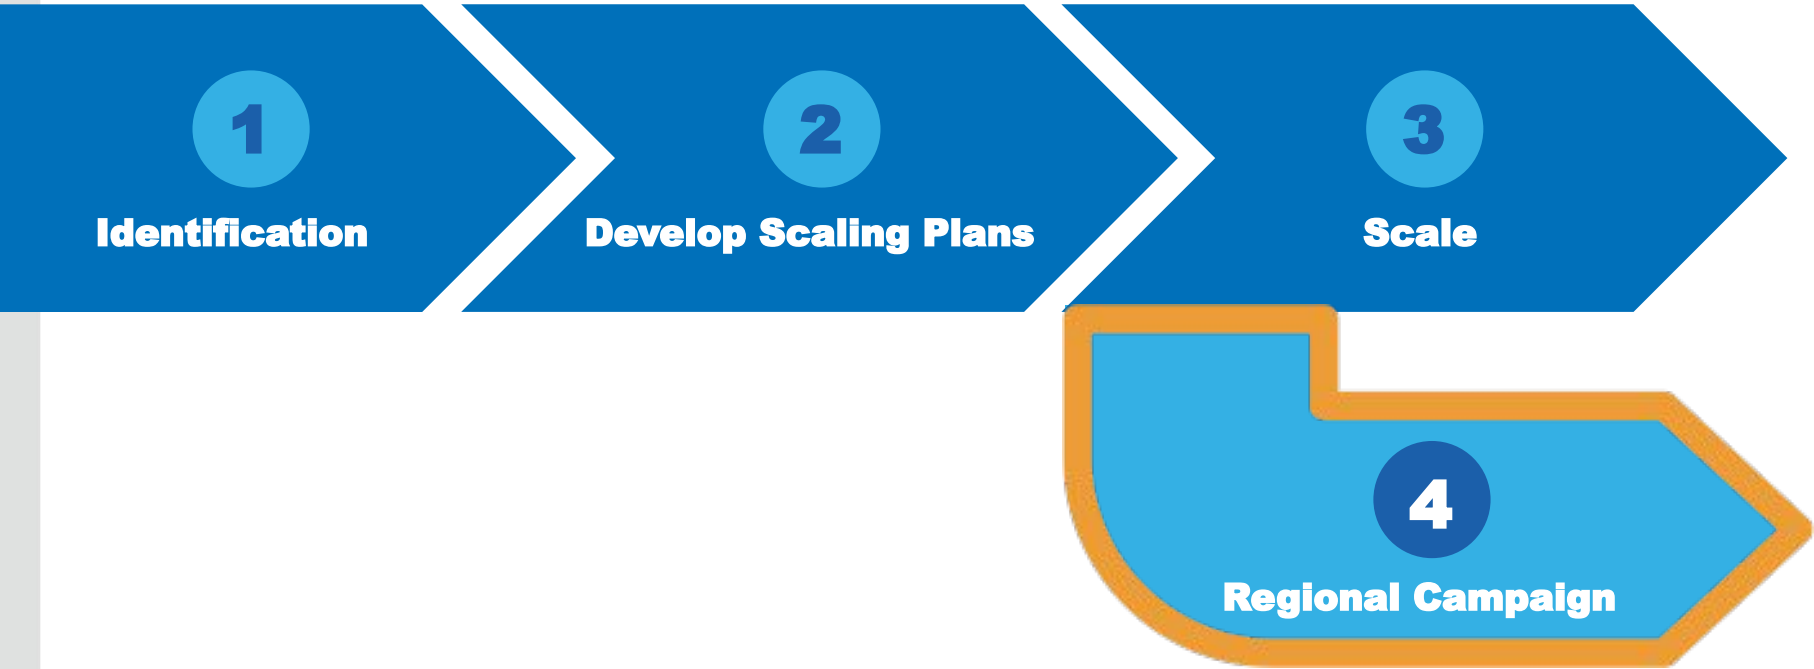 1
Identification
2
Develop Scaling Plans
3
Scale
4
Regional Campaign